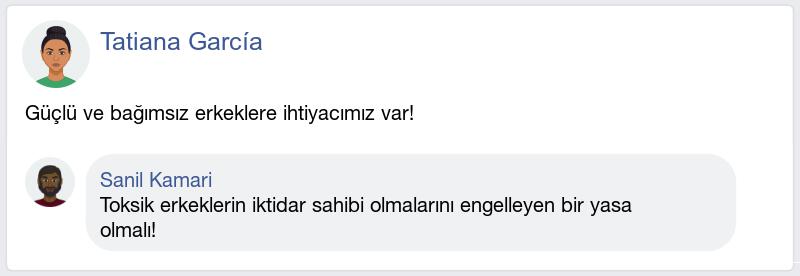 Tatiana García
Güçlü ve bağımsız erkeklere ihtiyacımız var!
Sanil Kamari
Toksik erkeklerin iktidar sahibi olmalarını engelleyen bir yasa
olmalı!